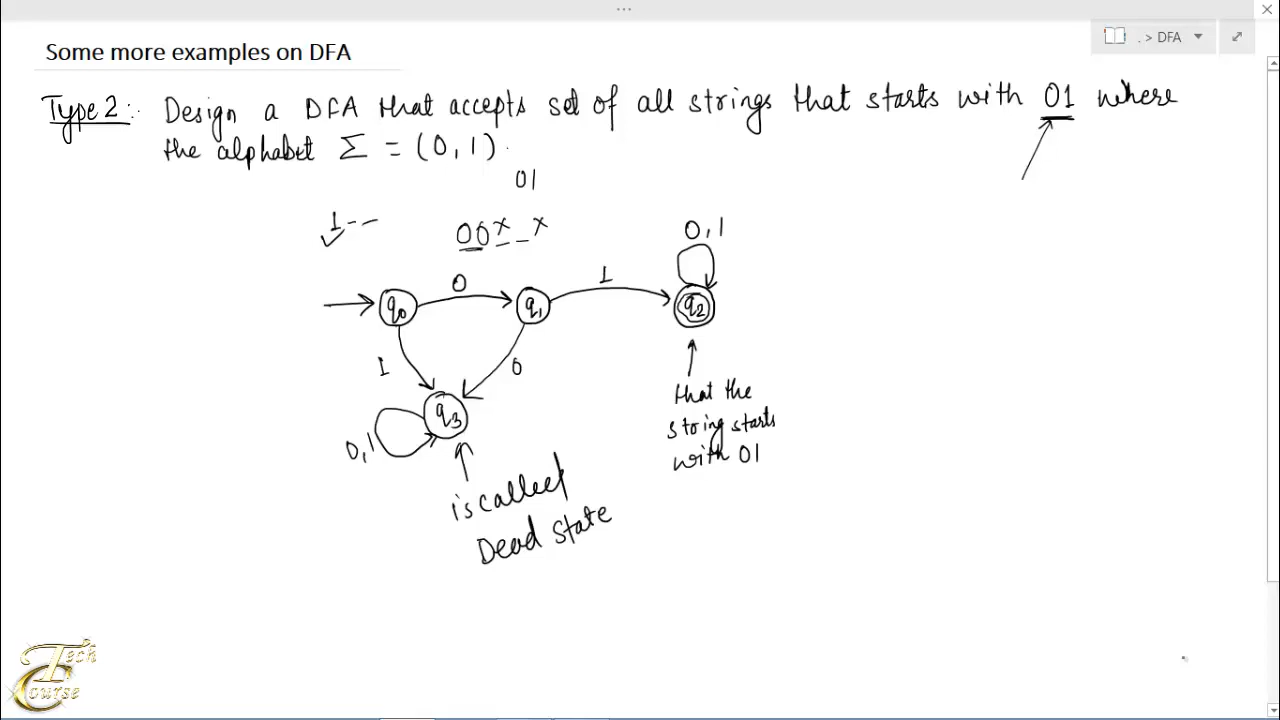 ...
. > DFA
Some more examples on DFA
Type 2 :- Design a DFA that accepts set of all strings that starts with 01 where
the alphabet Σ = (0, 1).
01
1 - -
00 x _ x
0, 1
0
1
q0
q1
q2
1
0
that the
string starts
with 01
q3
0, 1
is called
Dead State
Tech
Course